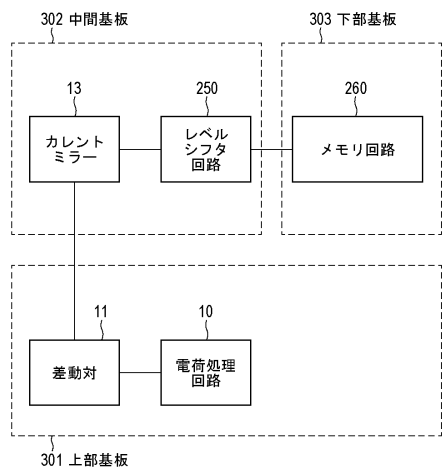 302 中間基板
303 下部基板
13
250
260
カレント
ミラー
レベル
シフタ
回路
メモリ回路
11
10
差動対
電荷処理
回路
301 上部基板